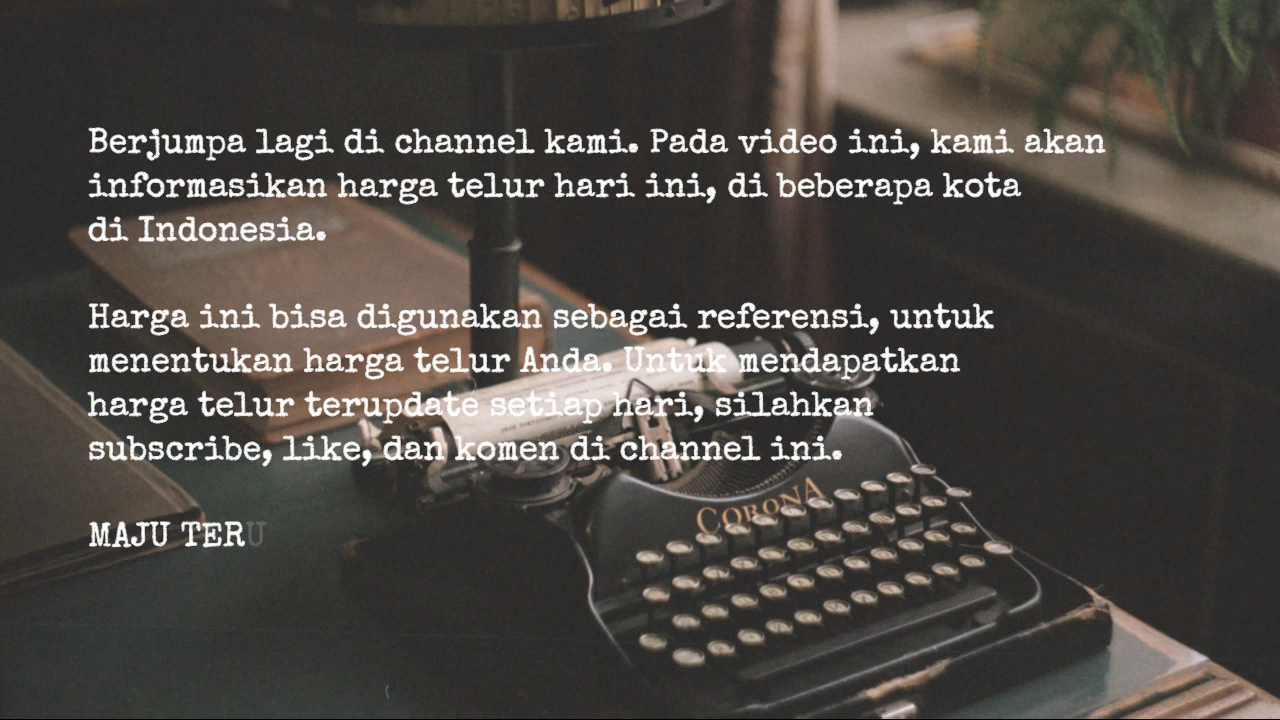 Berjumpa lagi di channel kami. Pada video ini, kami akan
informasikan harga telur hari ini, di beberapa kota
di Indonesia.
Harga ini bisa digunakan sebagai referensi, untuk
menentukan harga telur Anda. Untuk mendapatkan
harga telur terupdate setiap hari, silahkan
subscribe, like, dan komen di channel ini.
MAJU TERU
CORONA